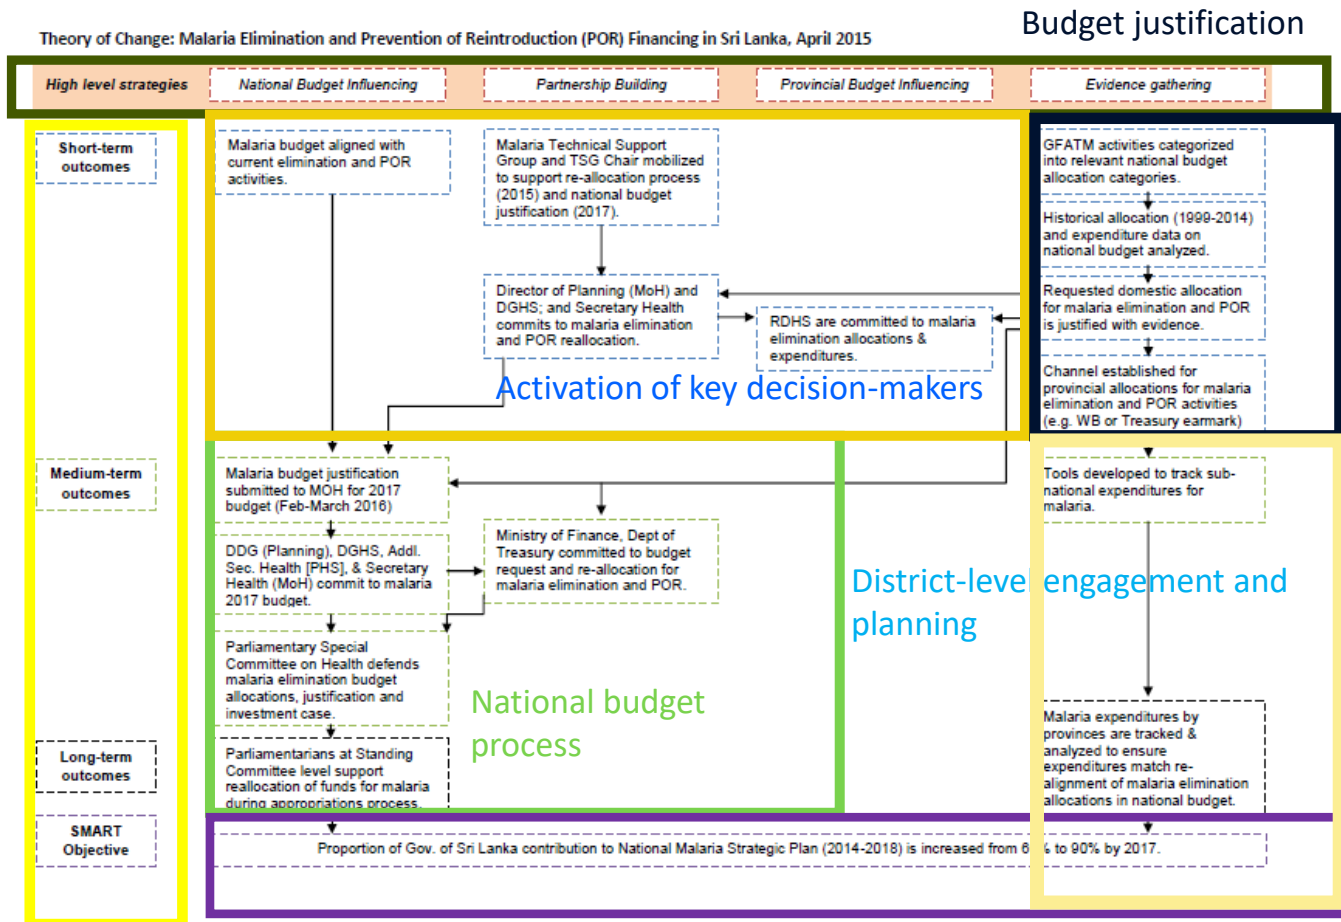 Budget justification
Theory of Change: Malaria Elimination and Prevention of Reintroduction (POR) Financing in Sri Lanka, April 2015
High level strategies
National Budget Influencing
Partnership Building
Provincial Budget Influencing
Evidence gathering
Short-term
outcomes
Malaria budget aligned with
current elimination and POR
activities.
Malaria Technical Support
Group and TSG Chair mobilized
to support re-allocation process
(2015) and national budget
justification (2017).
GFATM activities categorized
into relevant national budget
allocation categories.
Historical allocation (1999-2014)
and expenditure data on
national budget analyzed.
Director of Planning (MoH) and
DGHS; and Secretary Health
commits to malaria elimination
and POR reallocation.
RDHS are committed to malaria
elimination allocations &
expenditures.
Requested domestic allocation
for malaria elimination and POR
is justified with evidence.
Channel established for
provincial allocations for malaria
elimination and POR activities
(e.g. WB or Treasury earmark)
Activation of key decision-makers
Medium-term
outcomes
Malaria budget justification
submitted to MOH for 2017
budget (Feb-March 2016)
Tools developed to track sub-
national expenditures for
malaria.
DDG (Planning), DGHS, Addl.
Sec. Health [PHS], & Secretary
Health (MoH) commit to malaria
2017 budget.
Ministry of Finance, Dept of
Treasury committed to budget
request and re-allocation for
malaria elimination and POR.
District-level engagement and
planning
Parliamentary Special
Committee on Health defends
malaria elimination budget
allocations, justification and
investment case.
National budget
process
Long-term
outcomes
Parliamentarians at Standing
Committee level support
reallocation of funds for malaria
during appropriations process.
Malaria expenditures by
provinces are tracked &
analyzed to ensure
expenditures match re-
alignment of malaria elimination
allocations in national budget.
SMART
Objective
Proportion of Gov. of Sri Lanka contribution to National Malaria Strategic Plan (2014-2018) is increased from 6 % to 90% by 2017.